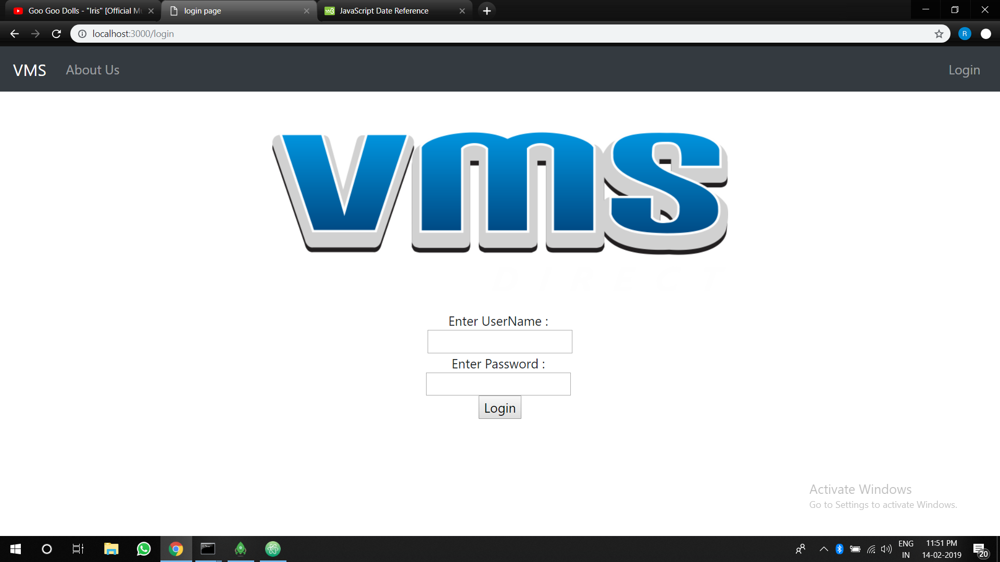 Goo Goo Dolls - "Iris" [Official Mu
login page
JavaScript Date Reference
localhost:3000/login
R
VMS
About Us
Login
vms
DIRECT
Enter UserName :
Enter Password :
Login
Activate Windows
Go to Settings to activate Windows.
ENG
IN
11:51 PM
14-02-2019
20